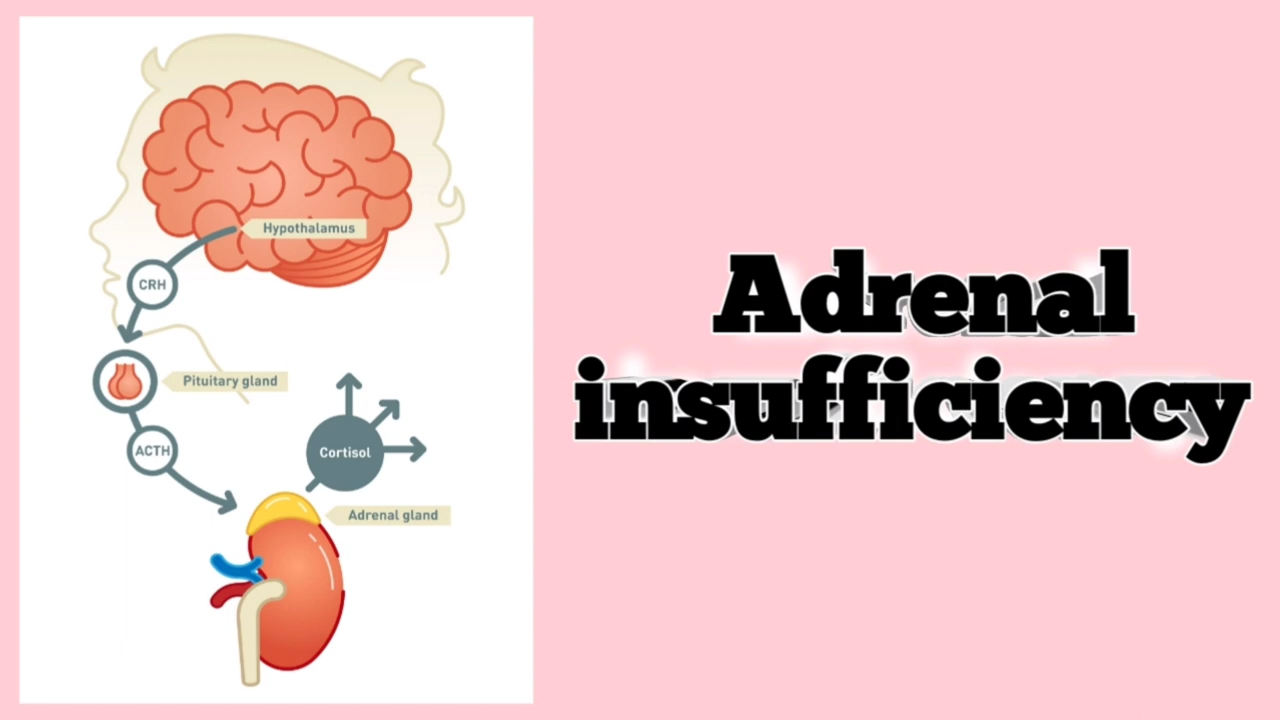 Hypothalamus
CRH
Pituitary gland
ACTH
Cortisol
Adrenal gland
Adrenal
insufficiency